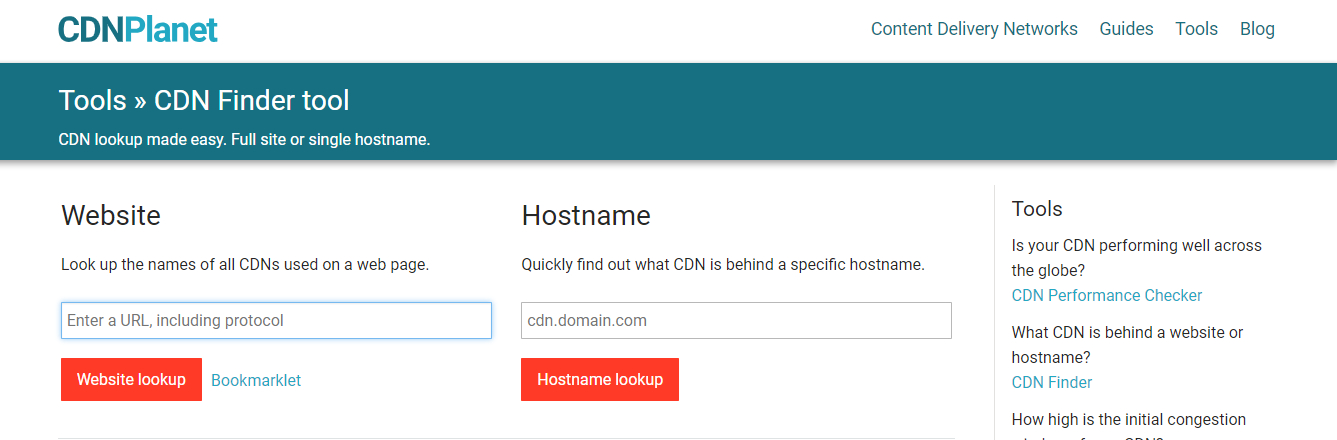 CDNPlanet
Content Delivery Networks Guides Tools Blog
Tools » CDN Finder tool
CDN lookup made easy. Full site or single hostname.
Website
Look up the names of all CDNs used on a web page.
Enter a URL, including protocol
Website lookup Bookmarklet
Hostname
Quickly find out what CDN is behind a specific hostname.
cdn.domain.com
Hostname lookup
Tools
Is your CDN performing well across
the globe?
CDN Performance Checker
What CDN is behind a website or
hostname?
CDN Finder
How high is the initial congestion